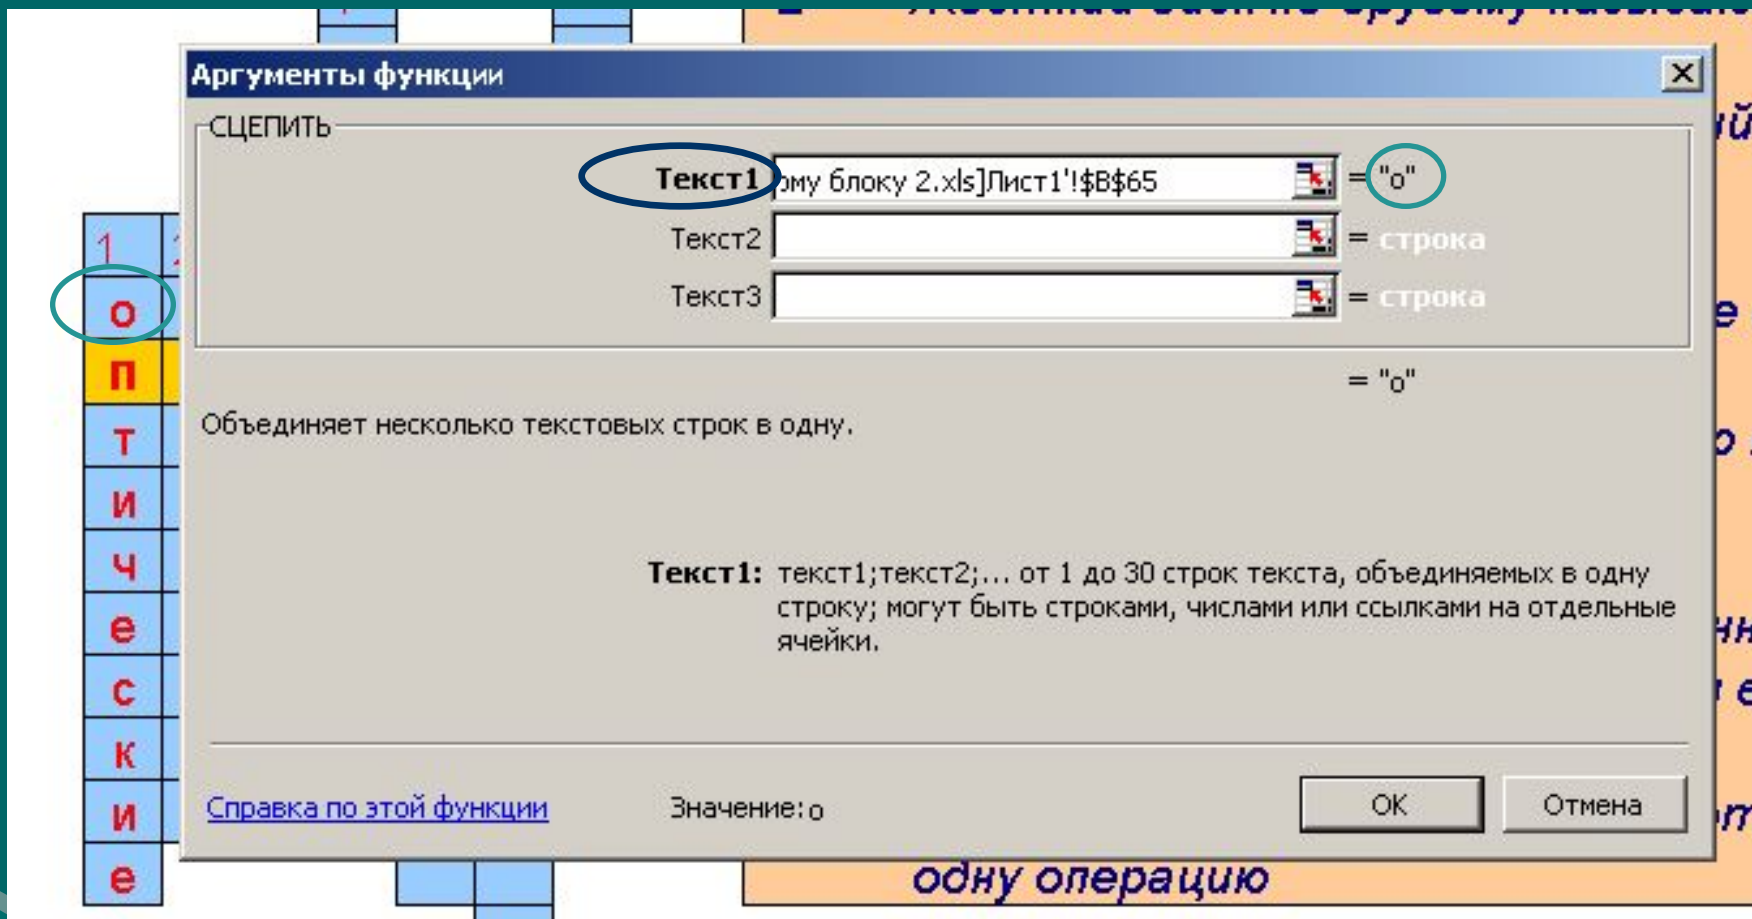 Аргументы функции
СЦЕПИТЬ
Текст1 ому блоку 2.xls]Лист1'!$B$65 = "о"
Текст2 = строка
Текст3 = строка
= "о"
Объединяет несколько текстовых строк в одну.
Текст1: текст1;текст2;... от 1 до 30 строк текста, объединяемых в одну
строку; могут быть строками, числами или ссылками на отдельные
ячейки.
Справка по этой функции Значение:о
ОК Отмена
1
о
п
т
и
ч
е
с
к
и
е
одну операцию